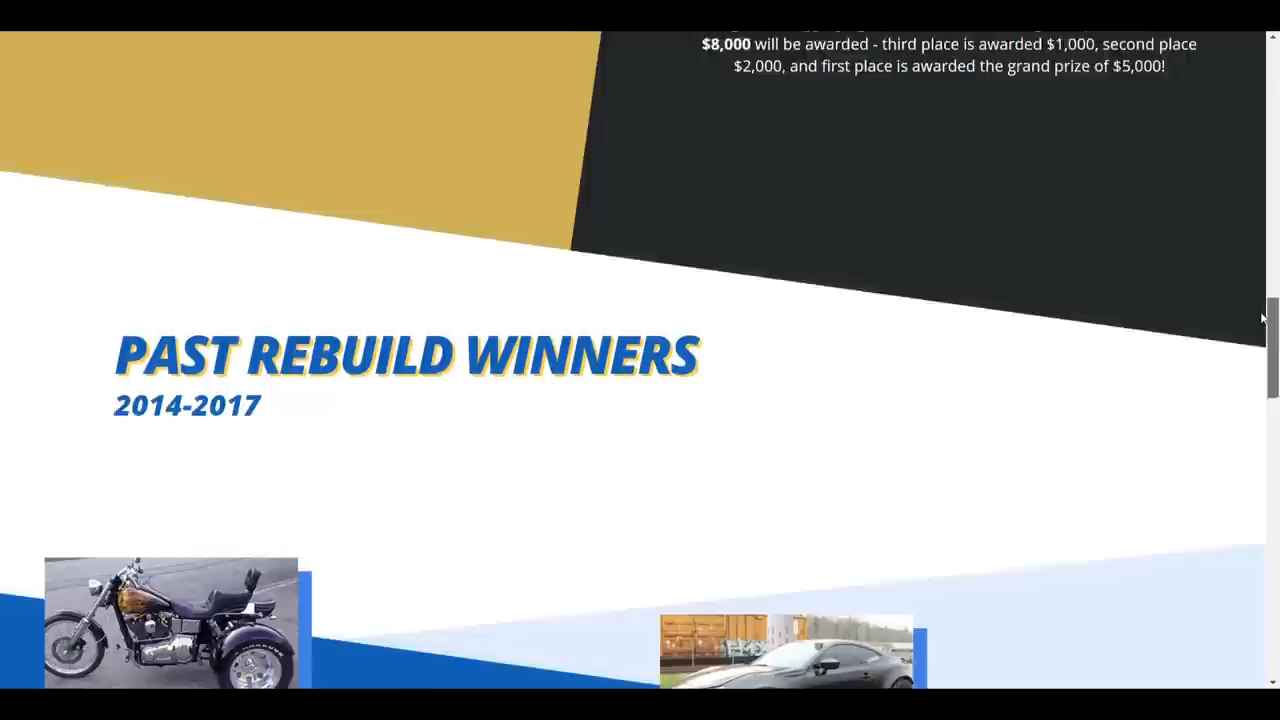 $8,000 will be awarded - third place is awarded $1,000, second place
$2,000, and first place is awarded the grand prize of $5,000!
PAST REBUILD WINNERS
2014-2017